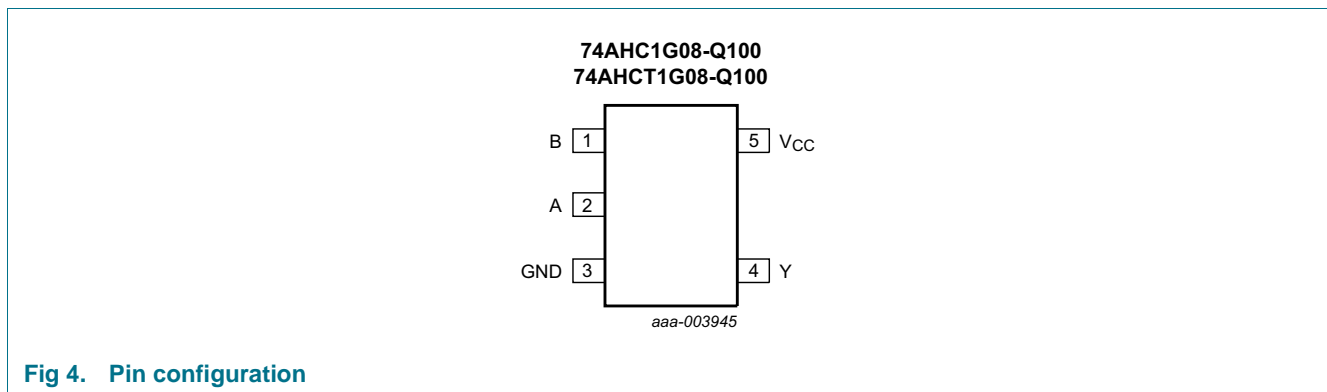 74AHC1G08-Q100
74AHCT1G08-Q100
B 1
5 VCC
A 2
GND 3
4 Y
aaa-003945
Fig 4. Pin configuration